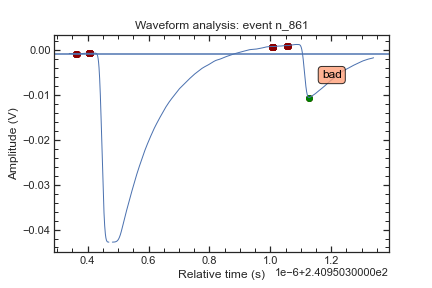 Waveform analysis: event n_861
Amplitude (V)
0.00
−0.01
−0.02
−0.03
−0.04
bad
0.4 0.6 0.8 1.0 1.2
Relative time (s)
1e−6+2.4095030000e2